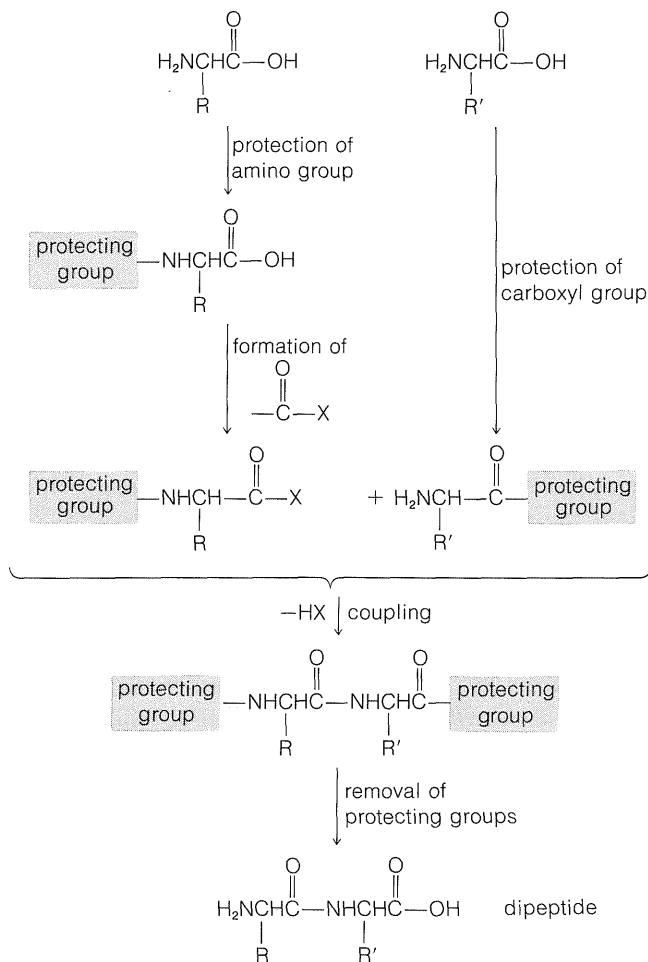 O O
H₂NCHC—OH H₂NCHC—OH
R R′
protection of
amino group
O
protecting
group —NHCHC—OH
R
protection of
carboxyl group
formation of
O
—C—X
O O
protecting
group —NHCH—C—X + H₂NCH—C— protecting
group
R R′
—HX coupling
O O
protecting
group —NHCHC—NHCHC— protecting
group
R R′
removal of
protecting groups
O O
H₂NCHC—NHCHC—OH dipeptide
R R′